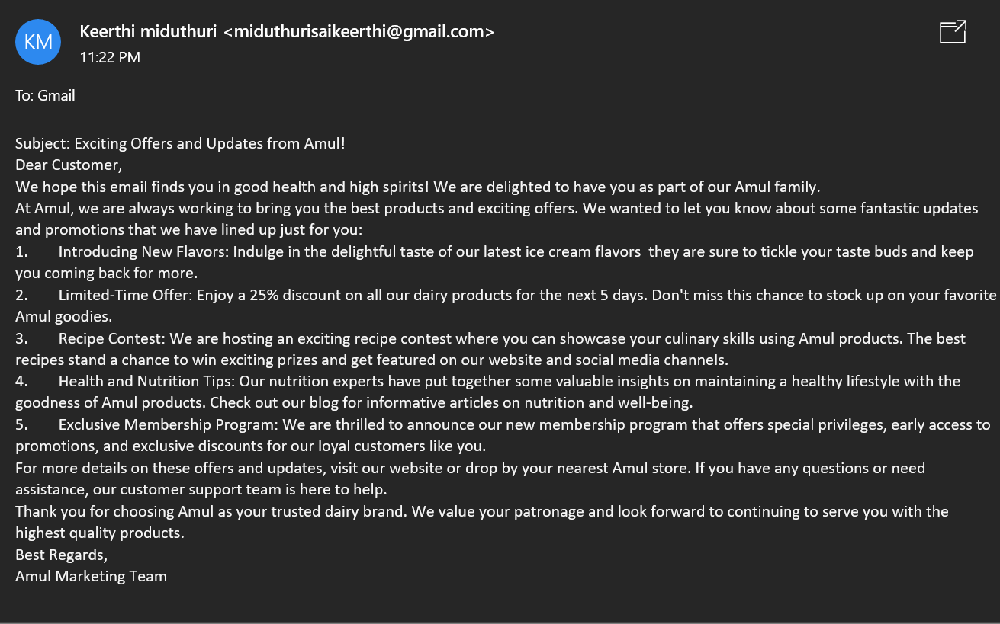 KM
Keerthi miduthuri <miduthurisaikeerthi@gmail.com>
11:22 PM
To: Gmail
Subject: Exciting Offers and Updates from Amul!
Dear Customer,
We hope this email finds you in good health and high spirits! We are delighted to have you as part of our Amul family.
At Amul, we are always working to bring you the best products and exciting offers. We wanted to let you know about some fantastic updates
and promotions that we have lined up just for you:
1. Introducing New Flavors: Indulge in the delightful taste of our latest ice cream flavors  they are sure to tickle your taste buds and keep
you coming back for more.
2. Limited-Time Offer: Enjoy a 25% discount on all our dairy products for the next 5 days. Don't miss this chance to stock up on your favorite
Amul goodies.
3. Recipe Contest: We are hosting an exciting recipe contest where you can showcase your culinary skills using Amul products. The best
recipes stand a chance to win exciting prizes and get featured on our website and social media channels.
4. Health and Nutrition Tips: Our nutrition experts have put together some valuable insights on maintaining a healthy lifestyle with the
goodness of Amul products. Check out our blog for informative articles on nutrition and well-being.
5. Exclusive Membership Program: We are thrilled to announce our new membership program that offers special privileges, early access to
promotions, and exclusive discounts for our loyal customers like you.
For more details on these offers and updates, visit our website or drop by your nearest Amul store. If you have any questions or need
assistance, our customer support team is here to help.
Thank you for choosing Amul as your trusted dairy brand. We value your patronage and look forward to continuing to serve you with the
highest quality products.
Best Regards,
Amul Marketing Team